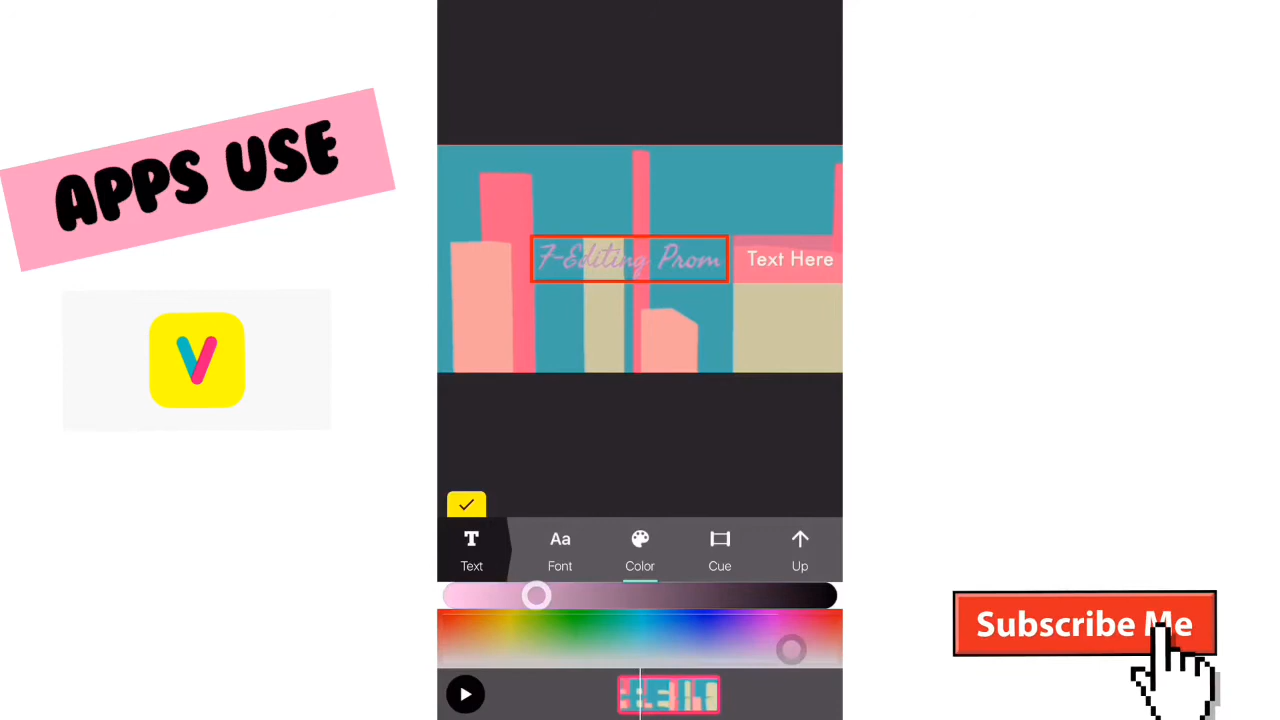 APPS USE
7-Editing Prom
Text Here
Text
Aa
Font
Color
Cue
Up
Subscribe Me